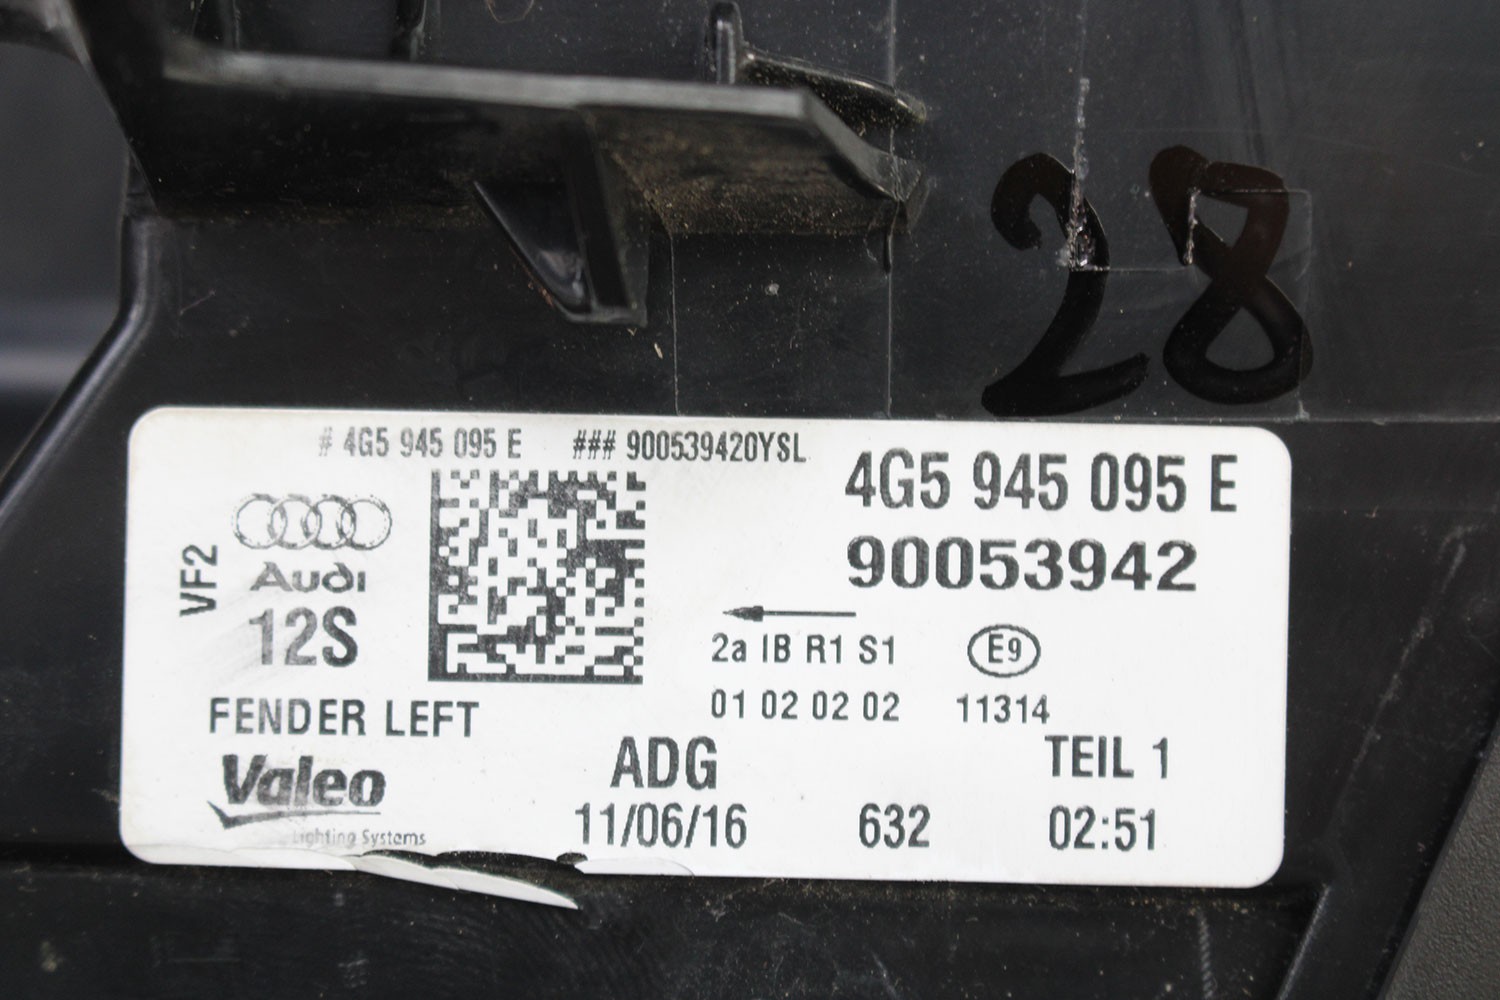 28
# 4G5 945 095 E ### 900539420YSL
4G5 945 095 E
90053942
VF2
Audi
12S
2a IB R1 S1 E9
01 02 02 02 11314
FENDER LEFT
Valeo
Lighting Systems
ADG TEIL 1
11/06/16 632 02:51